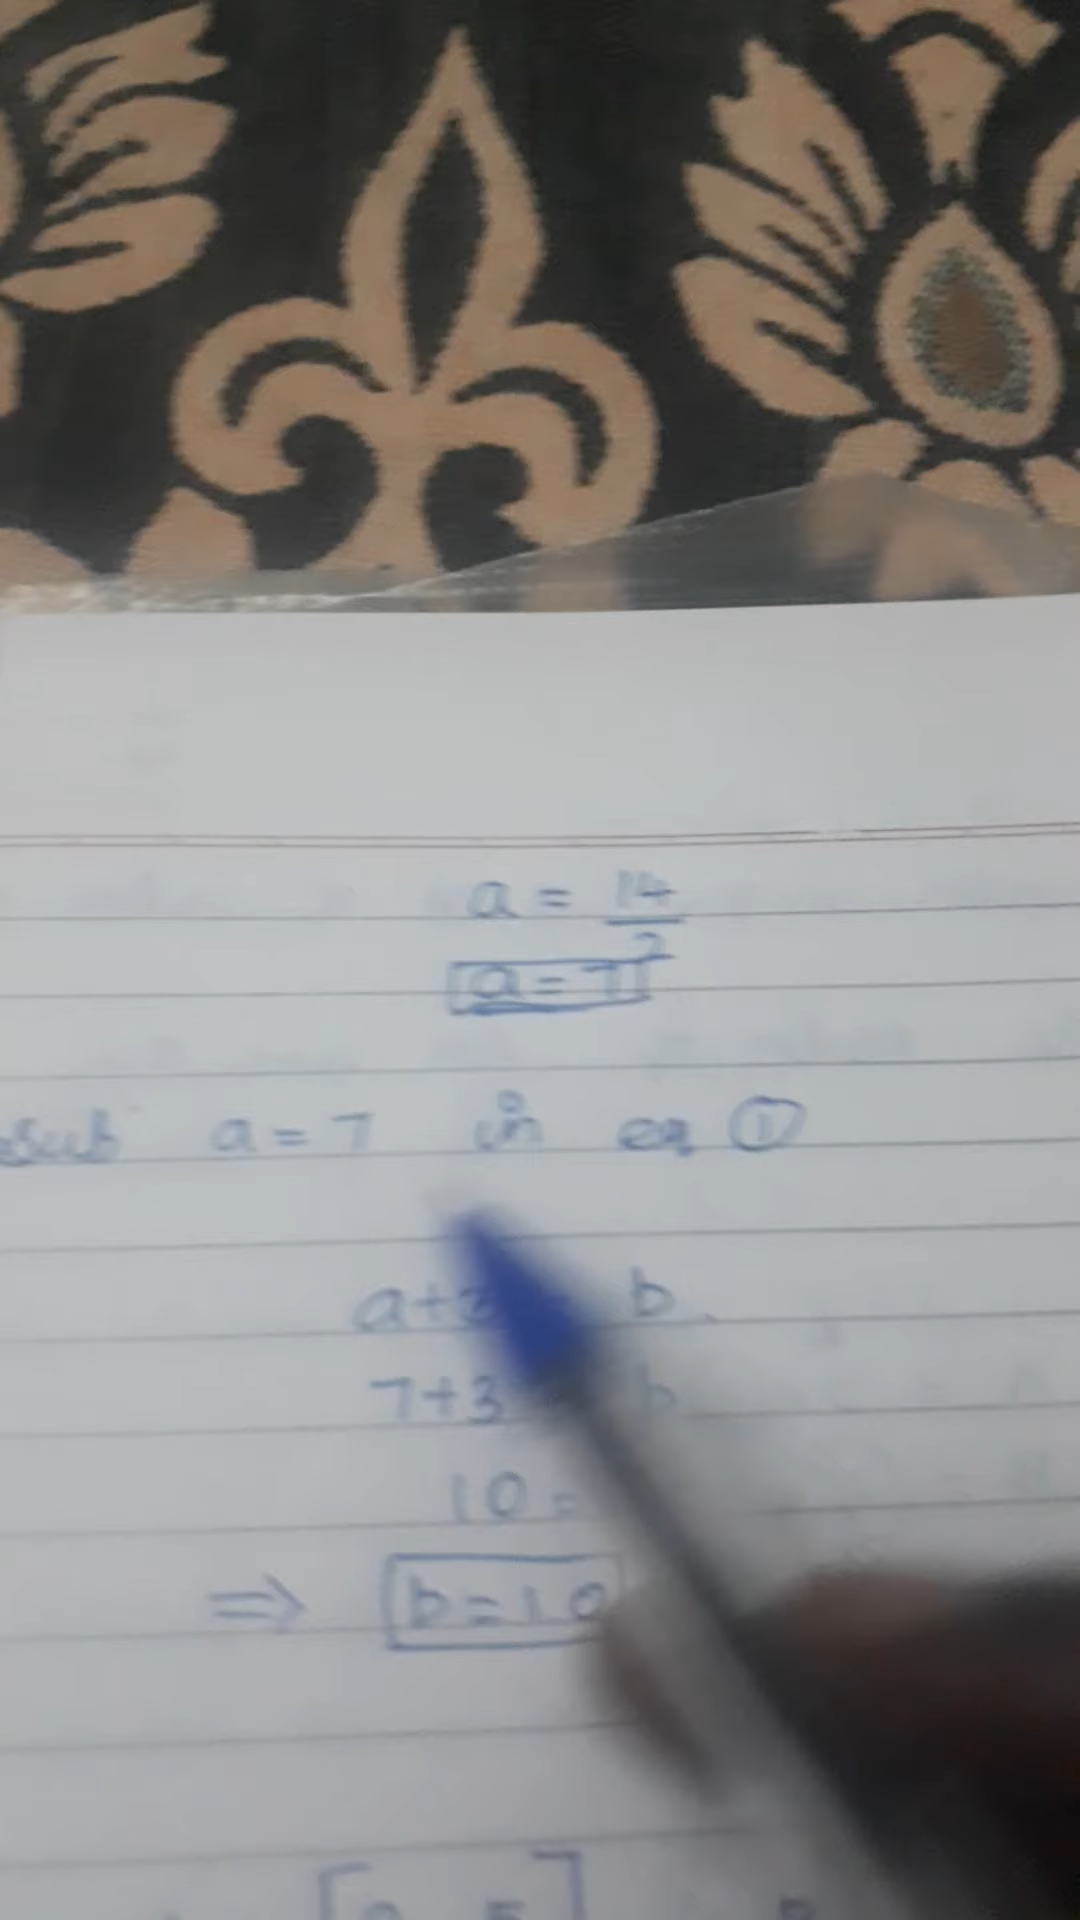 a = 14/2
a = 7
sub a = 7 in eq ①
a+3 b
7+3 b
10 =
⇒ b = 10